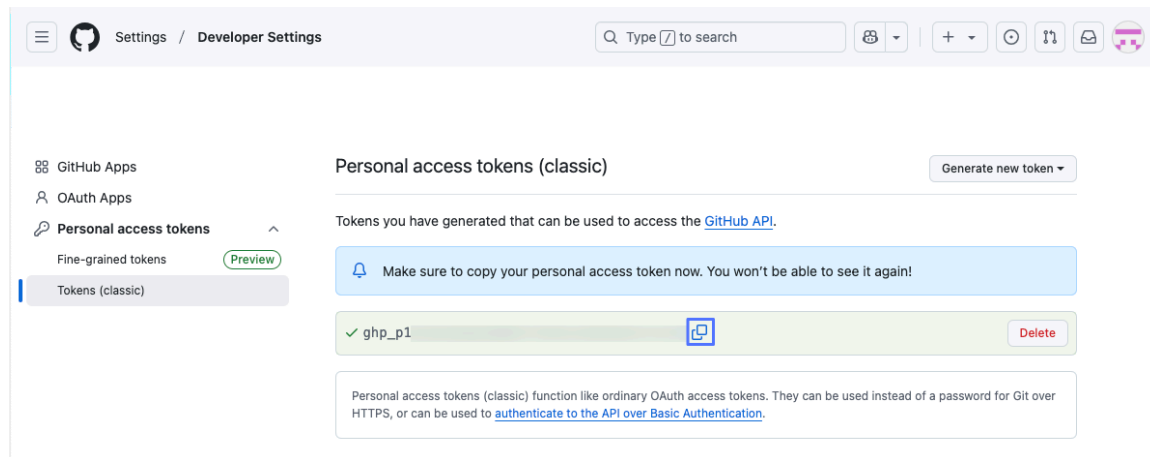 Settings / Developer Settings
Type / to search
GitHub Apps
OAuth Apps
Personal access tokens
Fine-grained tokens Preview
Tokens (classic)
Personal access tokens (classic)
Generate new token
Tokens you have generated that can be used to access the GitHub API.
Make sure to copy your personal access token now. You won't be able to see it again!
ghp_p1
Delete
Personal access tokens (classic) function like ordinary OAuth access tokens. They can be used instead of a password for Git over
HTTPS, or can be used to authenticate to the API over Basic Authentication.